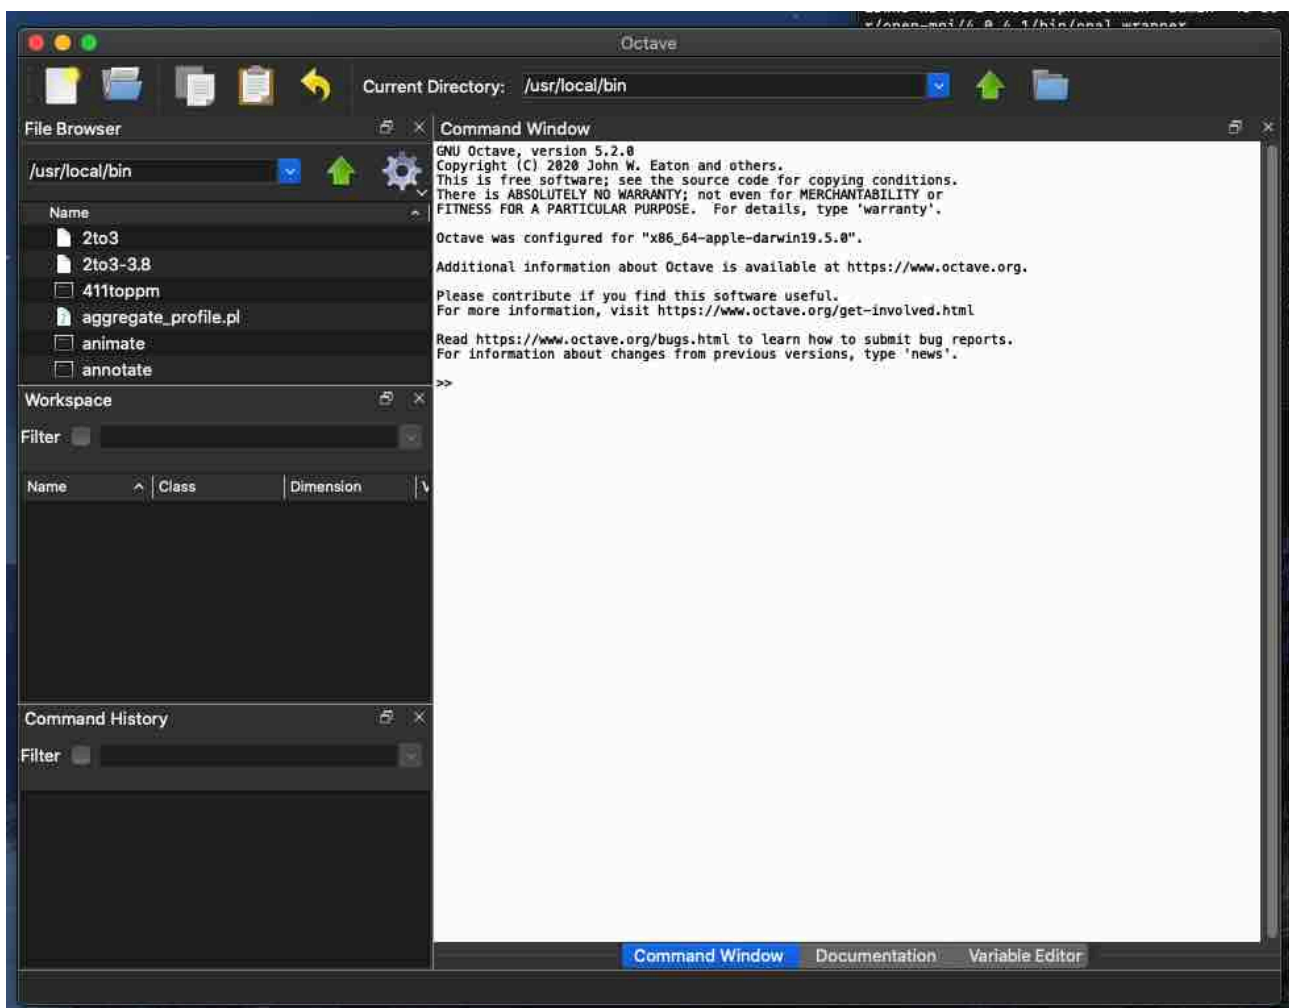 r/open-mpi/4.0.4_1/bin/opal_wrapper
Octave
Current Directory: /usr/local/bin
File Browser
/usr/local/bin
Name
2to3
2to3-3.8
411toppm
aggregate_profile.pl
animate
annotate
Workspace
Filter
Name Class Dimension V
Command History
Filter
Command Window
GNU Octave, version 5.2.0
Copyright (C) 2020 John W. Eaton and others.
This is free software; see the source code for copying conditions.
There is ABSOLUTELY NO WARRANTY; not even for MERCHANTABILITY or
FITNESS FOR A PARTICULAR PURPOSE.  For details, type 'warranty'.
Octave was configured for "x86_64-apple-darwin19.5.0".
Additional information about Octave is available at https://www.octave.org.
Please contribute if you find this software useful.
For more information, visit https://www.octave.org/get-involved.html
Read https://www.octave.org/bugs.html to learn how to submit bug reports.
For information about changes from previous versions, type 'news'.
>>
Command Window Documentation Variable Editor